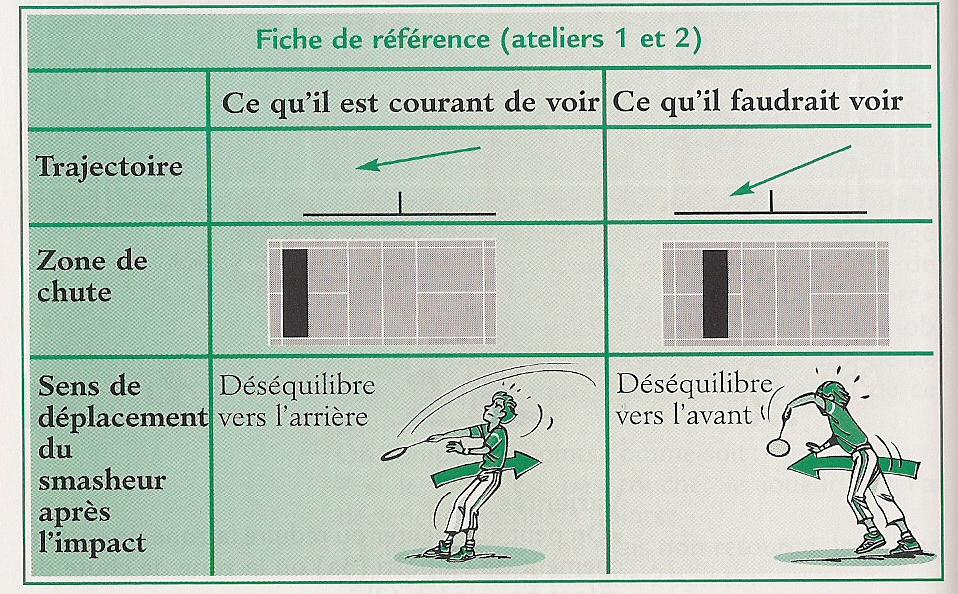 Fiche de référence (ateliers 1 et 2)
Ce qu'il est courant de voir
Ce qu'il faudrait voir
Trajectoire
Zone de
chute
Sens de
déplacement
du
smasheur
après
l'impact
Déséquilibre
vers l'arrière
Déséquilibre
vers l'avant